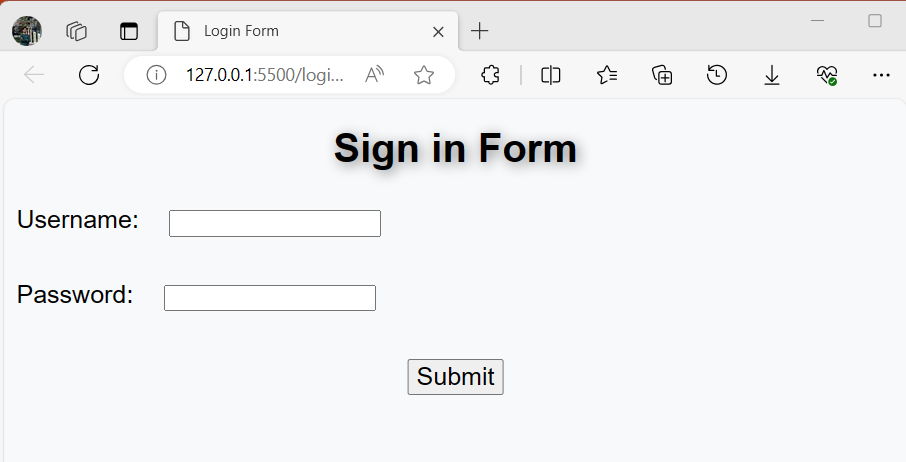 Login Form
127.0.0.1:5500/logi...
Sign in Form
Username:
Password:
Submit